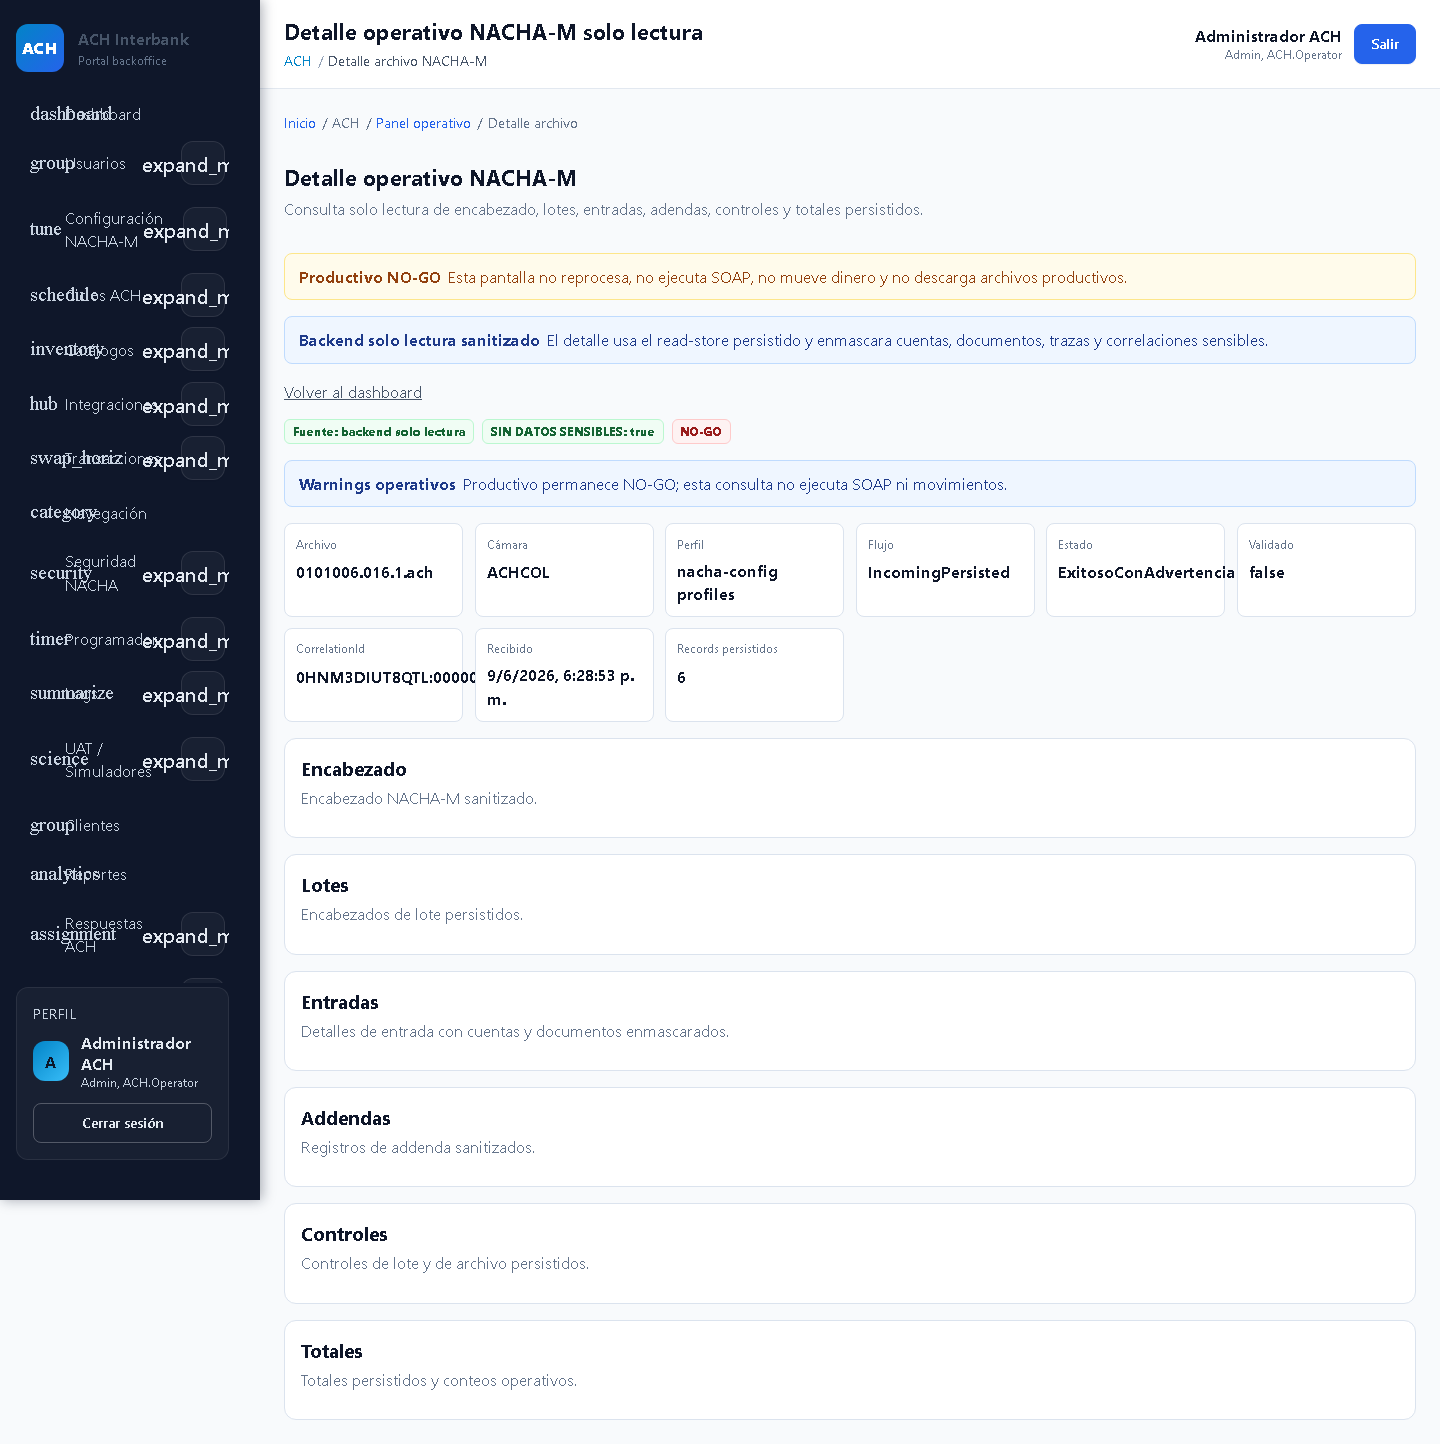 ACH
ACH Interbank
Portal backoffice
dashboard Dashboard
group Usuarios expand_m
tune Configuración NACHA-M expand_m
schedule ACH expand_m
inventory Catálogos expand_m
hub Integraciones expand_m
swap_horiz Transacciones expand_m
category Navegación
security Seguridad NACHA expand_m
timer Programador expand_m
summarize expand_m
science UAT / Simuladores expand_m
group Clientes
analytics Reportes
assignment Respuestas ACH expand_m
PERFIL
A
Administrador ACH
Admin, ACH.Operator
Cerrar sesión
Detalle operativo NACHA-M solo lectura
ACH / Detalle archivo NACHA-M
Administrador ACH
Admin, ACH.Operator
Salir
Inicio / ACH / Panel operativo / Detalle archivo
Detalle operativo NACHA-M
Consulta solo lectura de encabezado, lotes, entradas, adendas, controles y totales persistidos.
Productivo NO-GO Esta pantalla no reprocesa, no ejecuta SOAP, no mueve dinero y no descarga archivos productivos.
Backend solo lectura sanitizado El detalle usa el read-store persistido y enmascara cuentas, documentos, trazas y correlaciones sensibles.
Volver al dashboard
Fuente: backend solo lectura SIN DATOS SENSIBLES: true NO-GO
Warnings operativos Productivo permanece NO-GO; esta consulta no ejecuta SOAP ni movimientos.
Archivo
0101006.016.1.ach
Cámara
ACHCOL
Perfil
nacha-config
profiles
Flujo
IncomingPersisted
Estado
ExitosoConAdvertencia
Validado
false
CorrelationId
0HNM3DIUT8QTL:00000
Recibido
9/6/2026, 6:28:53 p.
m.
Records persistidos
6
Encabezado
Encabezado NACHA-M sanitizado.
Lotes
Encabezados de lote persistidos.
Entradas
Detalles de entrada con cuentas y documentos enmascarados.
Addendas
Registros de addenda sanitizados.
Controles
Controles de lote y de archivo persistidos.
Totales
Totales persistidos y conteos operativos.